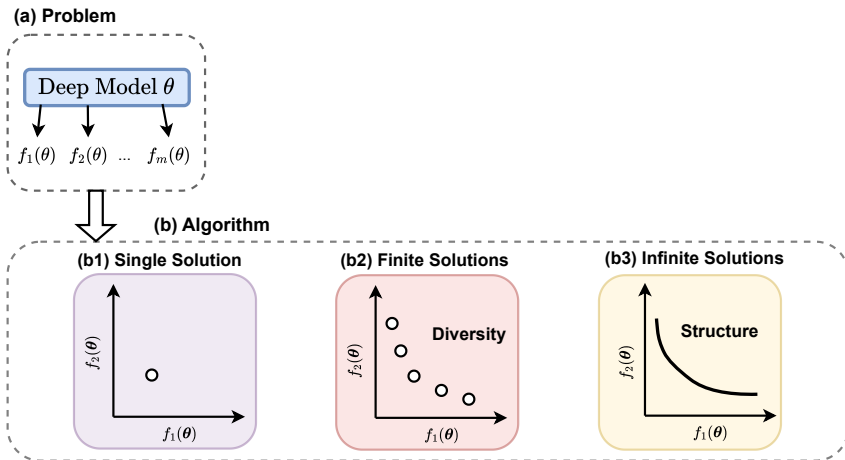 (a) Problem
Deep Model θ
f₁(θ) f₂(θ) ... fₘ(θ)
(b) Algorithm
(b1) Single Solution
f₂(θ)
f₁(θ)
(b2) Finite Solutions
Diversity
f₂(θ)
f₁(θ)
(b3) Infinite Solutions
Structure
f₂(θ)
f₁(θ)